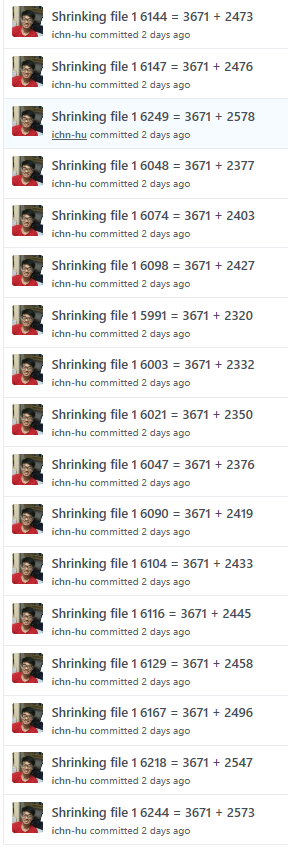 Shrinking file 1 6144 = 3671 + 2473
ichn-hu committed 2 days ago
Shrinking file 1 6147 = 3671 + 2476
ichn-hu committed 2 days ago
Shrinking file 1 6249 = 3671 + 2578
ichn-hu committed 2 days ago
Shrinking file 1 6048 = 3671 + 2377
ichn-hu committed 2 days ago
Shrinking file 1 6074 = 3671 + 2403
ichn-hu committed 2 days ago
Shrinking file 1 6098 = 3671 + 2427
ichn-hu committed 2 days ago
Shrinking file 1 5991 = 3671 + 2320
ichn-hu committed 2 days ago
Shrinking file 1 6003 = 3671 + 2332
ichn-hu committed 2 days ago
Shrinking file 1 6021 = 3671 + 2350
ichn-hu committed 2 days ago
Shrinking file 1 6047 = 3671 + 2376
ichn-hu committed 2 days ago
Shrinking file 1 6090 = 3671 + 2419
ichn-hu committed 2 days ago
Shrinking file 1 6104 = 3671 + 2433
ichn-hu committed 2 days ago
Shrinking file 1 6116 = 3671 + 2445
ichn-hu committed 2 days ago
Shrinking file 1 6129 = 3671 + 2458
ichn-hu committed 2 days ago
Shrinking file 1 6167 = 3671 + 2496
ichn-hu committed 2 days ago
Shrinking file 1 6218 = 3671 + 2547
ichn-hu committed 2 days ago
Shrinking file 1 6244 = 3671 + 2573
ichn-hu committed 2 days ago